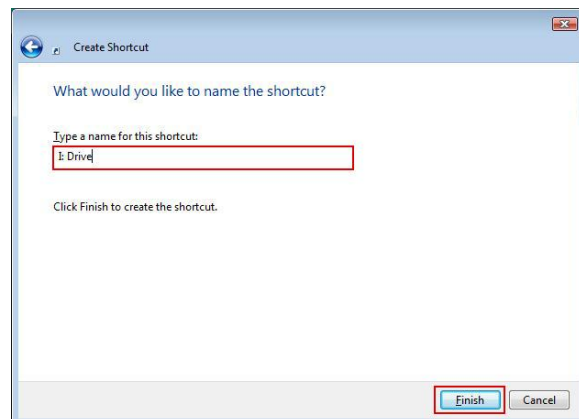 Create Shortcut
What would you like to name the shortcut?
Type a name for this shortcut:
I: Drive
Click Finish to create the shortcut.
Finish Cancel